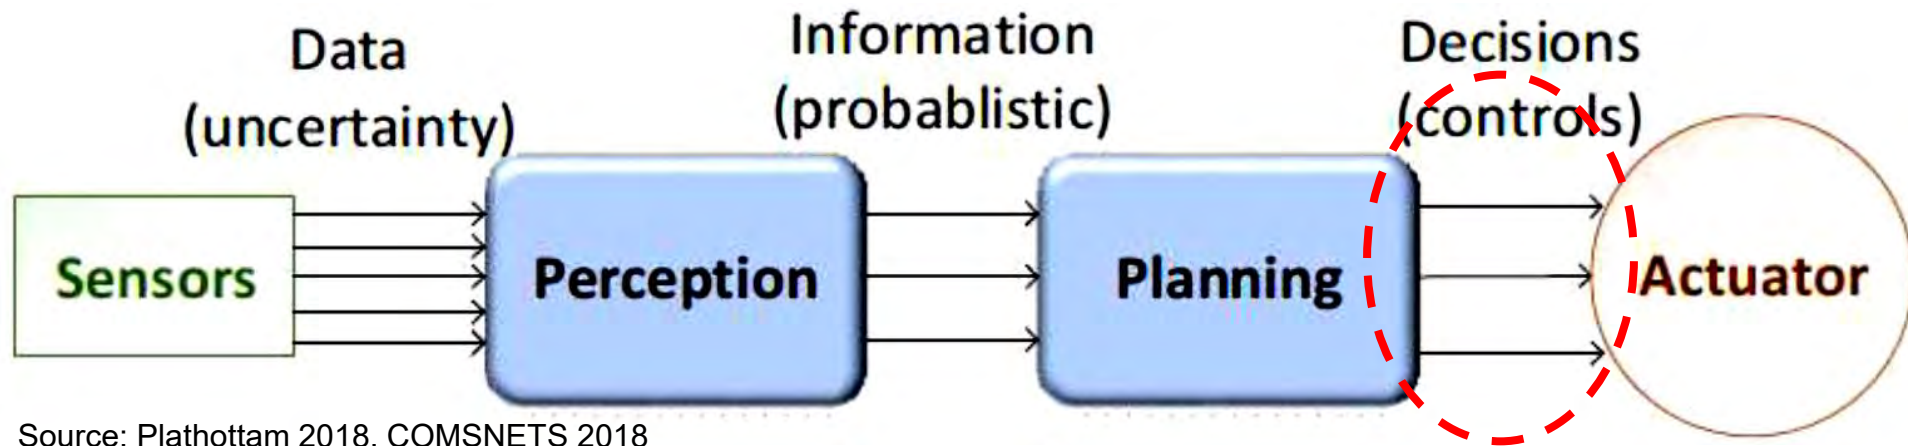 Data
(uncertainty)
Information
(probablistic)
Decisions
(controls)
Sensors
Perception
Planning
Actuator
Source: Plathottam 2018, COMSNETS 2018